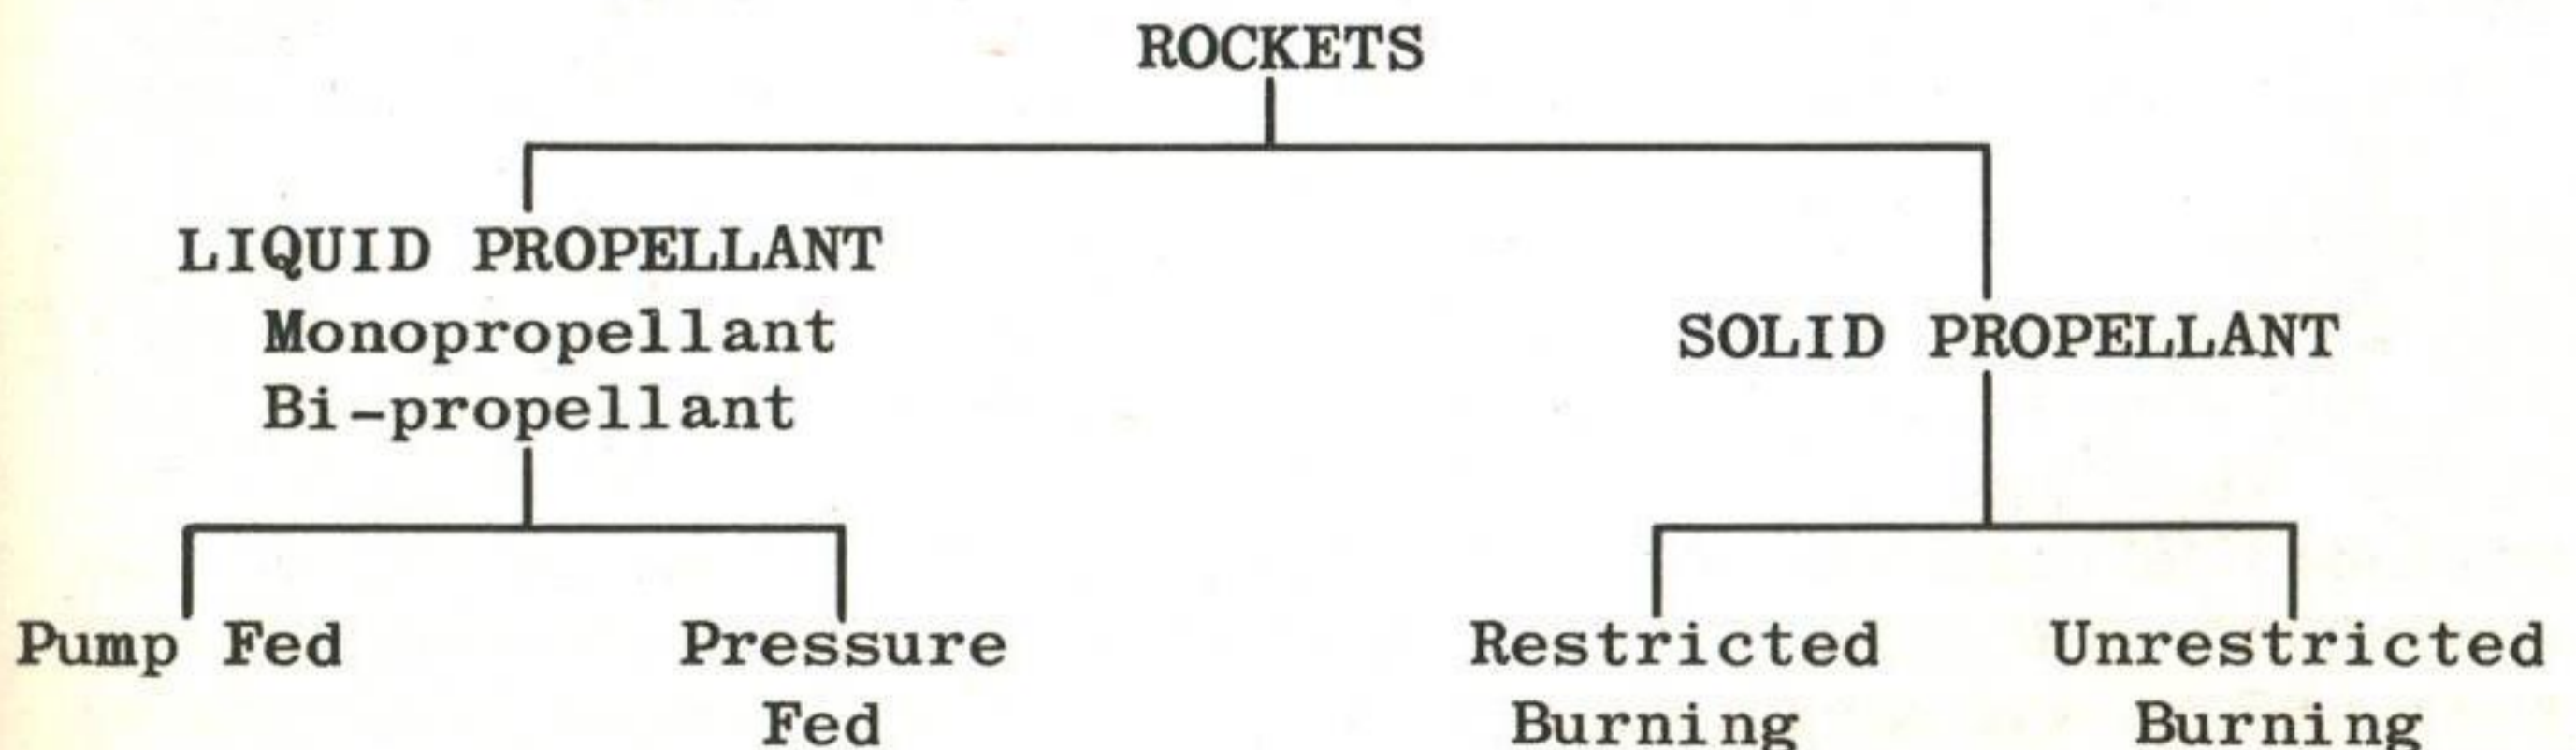 ROCKETS
LIQUID PROPELLANT
Monopropellant
Bi-propellant
SOLID PROPELLANT
Pump Fed
Pressure
Fed
Restricted
Burning
Unrestricted
Burning